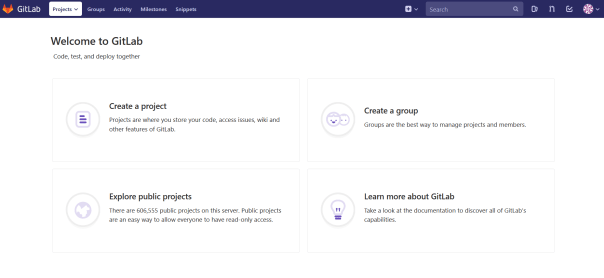 GitLab Projects Groups Activity Milestones Snippets Search
Welcome to GitLab
Code, test, and deploy together
Create a project
Projects are where you store your code, access issues, wiki and
other features of GitLab.
Create a group
Groups are the best way to manage projects and members.
Explore public projects
There are 606,555 public projects on this server. Public projects
are an easy way to allow everyone to have read-only access.
Learn more about GitLab
Take a look at the documentation to discover all of GitLab's
capabilities.